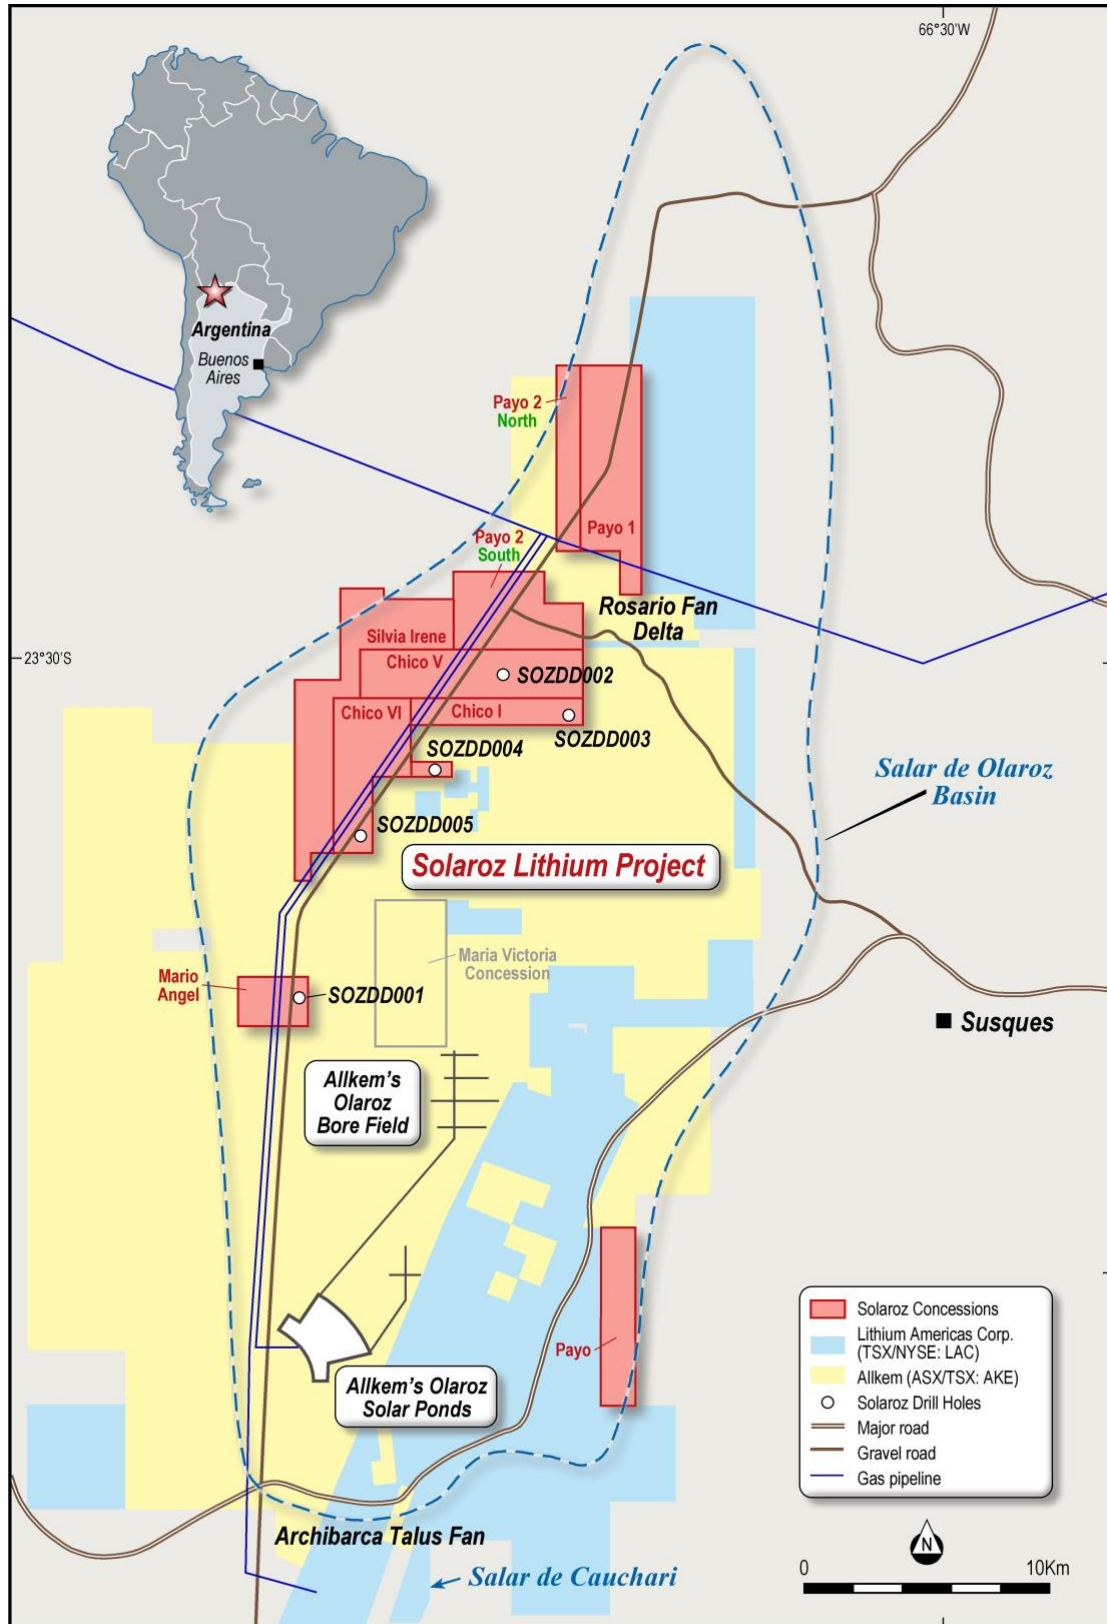 66°30'W
Argentina
Buenos
Aires
Payo 2
North
Payo 1
Payo 2
South
Rosario Fan
Delta
23°30'S
Silvia Irene
Chico V
SOZDD002
Chico VI
Chico I
SOZDD003
SOZDD004
Salar de Olaroz
Basin
SOZDD005
Solaroz Lithium Project
Maria Victoria
Concession
Mario
Angel
SOZDD001
Susques
Allkem's
Olaroz
Bore Field
Payo
Allkem's Olaroz
Solar Ponds
Solaroz Concessions
Lithium Americas Corp.
(TSX/NYSE: LAC)
Allkem (ASX/TSX: AKE)
Solaroz Drill Holes
Major road
Gravel road
Gas pipeline
Archibarca Talus Fan
Salar de Cauchari
N
0 10Km